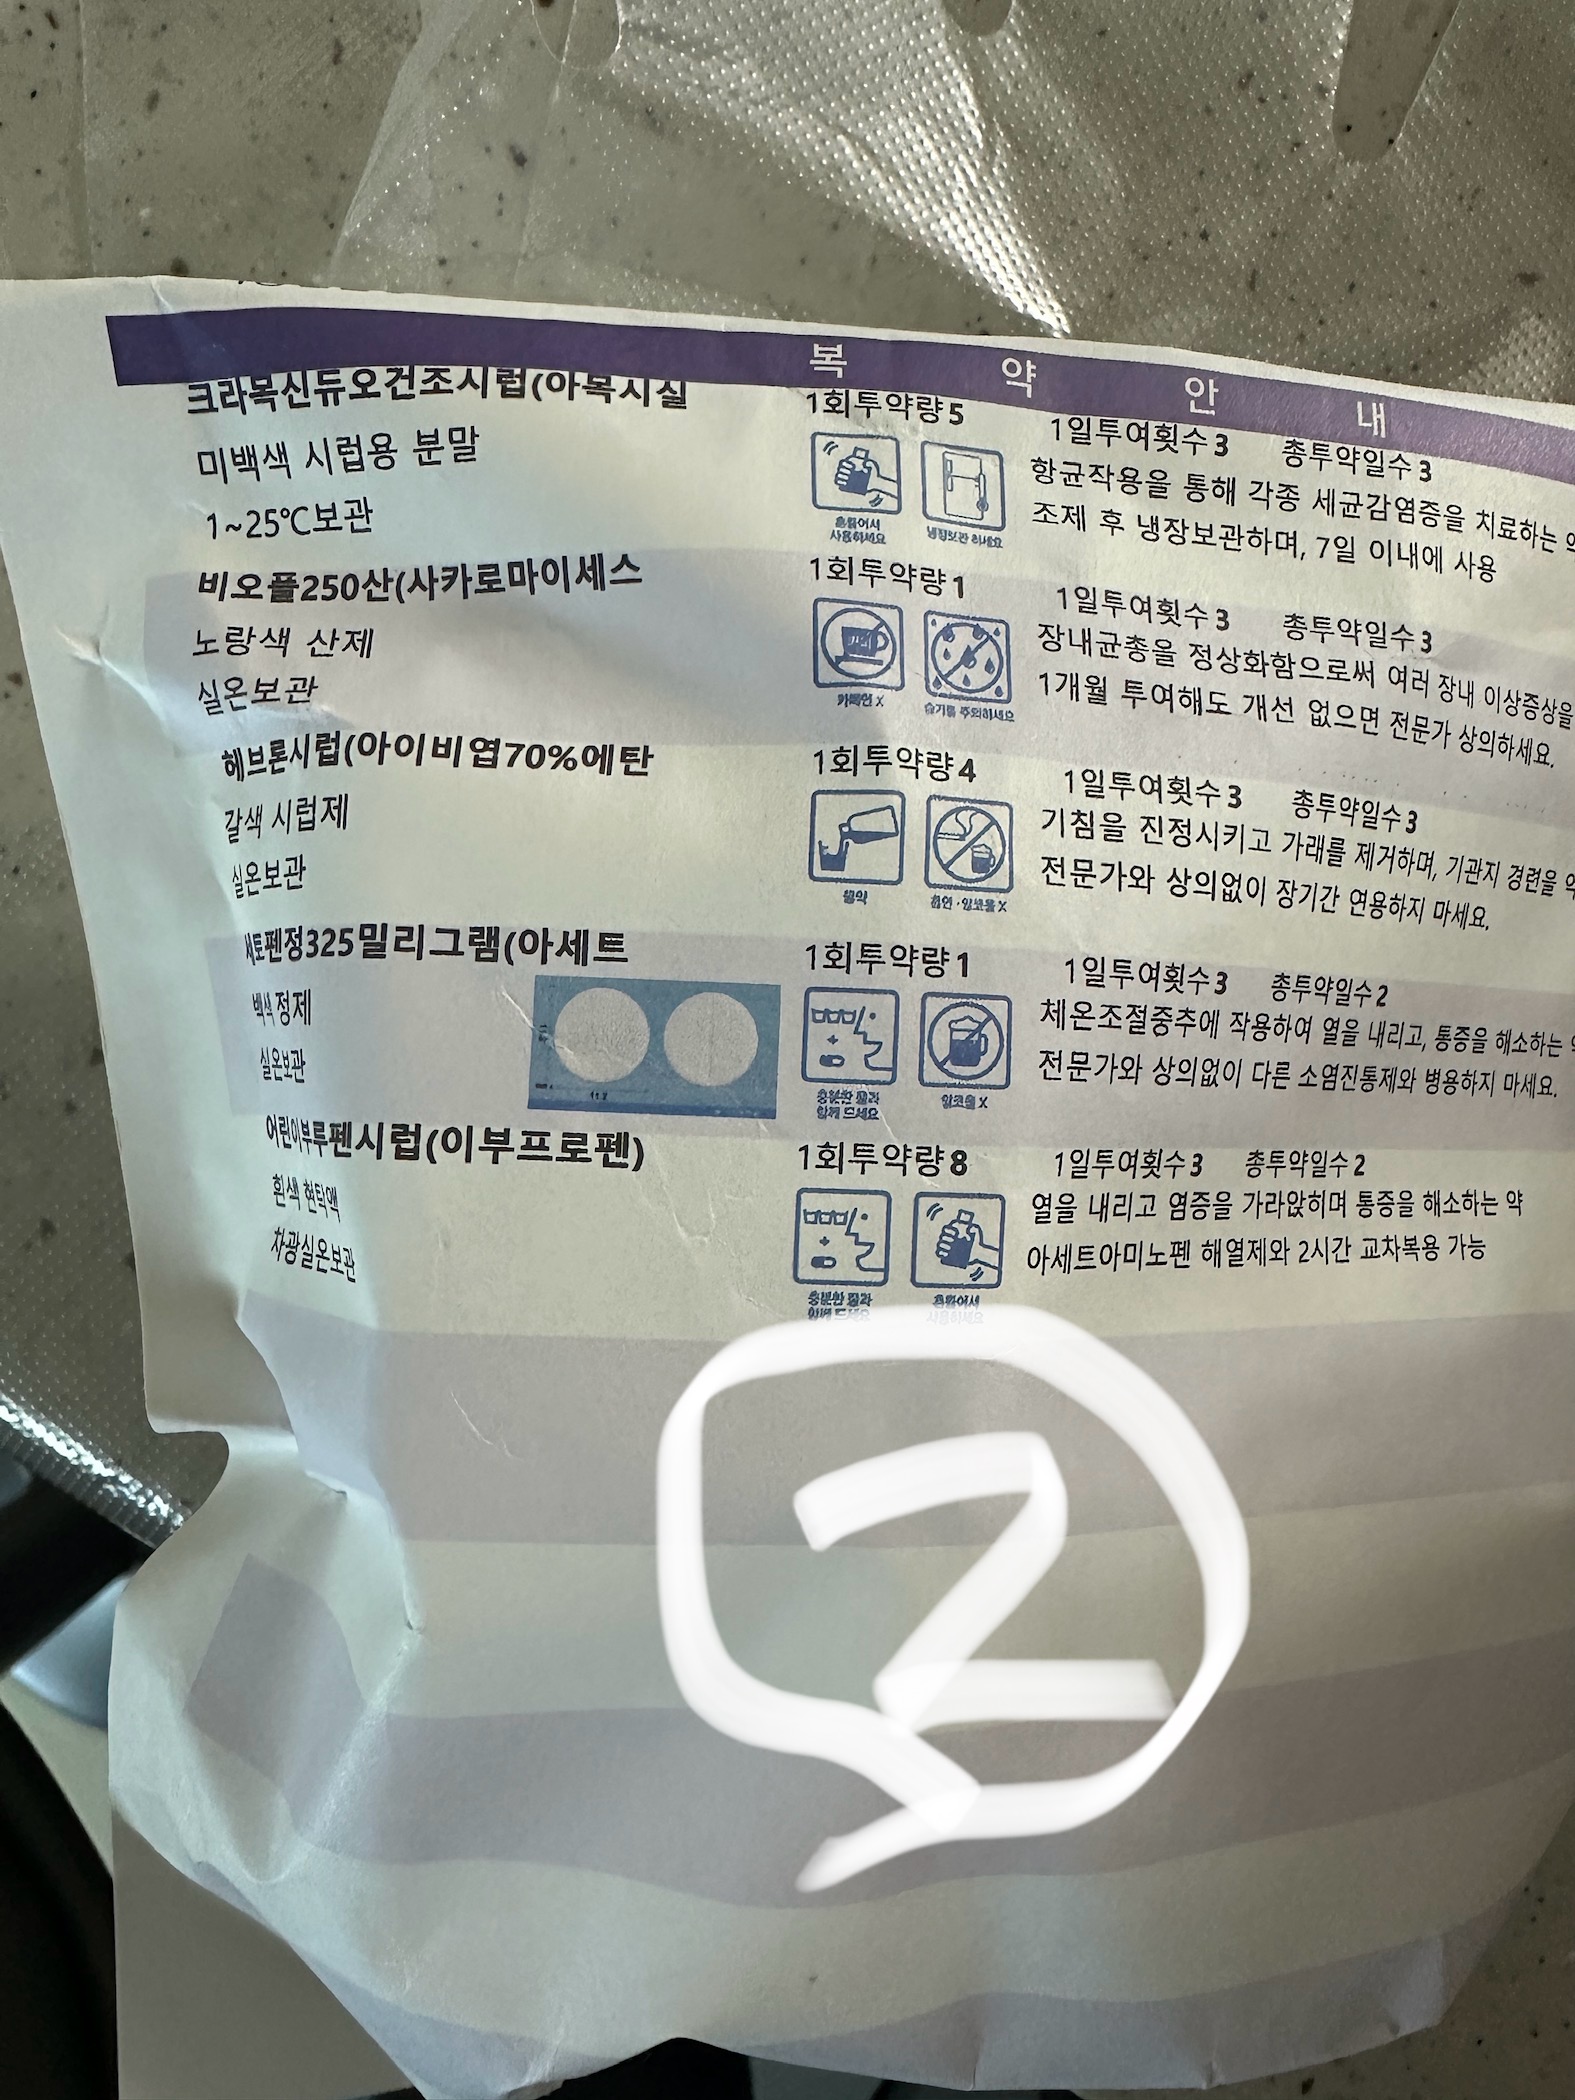 복 약 안 내
크라목신듀오건조시럽(아목시실
1회투약량 5 1일투여횟수 3 총투약일수 3
미백색 시럽용 분말
항균작용을 통해 각종 세균감염증을 치료하는
1~25℃보관
조제 후 냉장보관하며, 7일 이내에 사용
흔들어서
사용하세요
냉장보관 하세요
비오플250산(사카로마이세스
1회투약량 1 1일투여횟수 3 총투약일수 3
노랑색 산제
장내균총을 정상화함으로써 여러 장내 이상증상을
실온보관
1개월 투여해도 개선 없으면 전문가 상의하세요.
카페인 X
습기를 주의하세요
헤브론시럽(아이비엽70%에탄
1회투약량 4 1일투여횟수 3 총투약일수 3
갈색 시럽제
기침을 진정시키고 가래를 제거하며, 기관지 경련을
실온보관
전문가와 상의없이 장기간 연용하지 마세요.
물약
흡연·알코올 X
세토펜정325밀리그램(아세트
1회투약량 1 1일투여횟수 3 총투약일수 2
백색 정제
체온조절중추에 작용하여 열을 내리고, 통증을 해소하는
실온보관
전문가와 상의없이 다른 소염진통제와 병용하지 마세요.
충분한 물과
함께 드세요
알코올 X
어린이부루펜시럽(이부프로펜)
1회투약량 8 1일투여횟수 3 총투약일수 2
흰색 현탁액
열을 내리고 염증을 가라앉히며 통증을 해소하는 약
차광실온보관
아세트아미노펜 해열제와 2시간 교차복용 가능
충분한 물과
함께 드세요
흔들어서
사용하세요
2